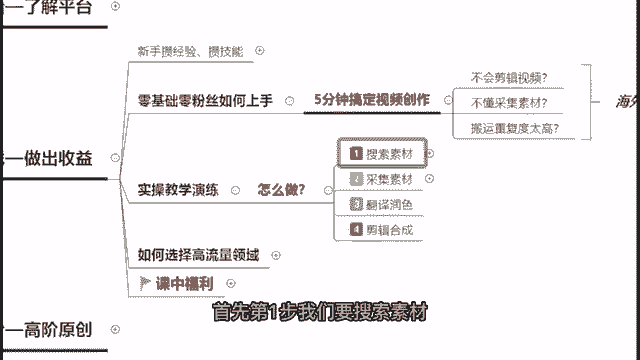 一了解平台
新手攒经验、攒技能
零基础零粉丝如何上手
5分钟搞定视频创作
不会剪辑视频?
不懂采集素材?
搬运重复度太高?
海外
一做出收益
实操教学演练
怎么做?
1 搜索素材
2 采集素材
3 翻译润色
4 剪辑合成
如何选择高流量领域
课中福利
首先第1步我们要搜索素材
一高阶原创